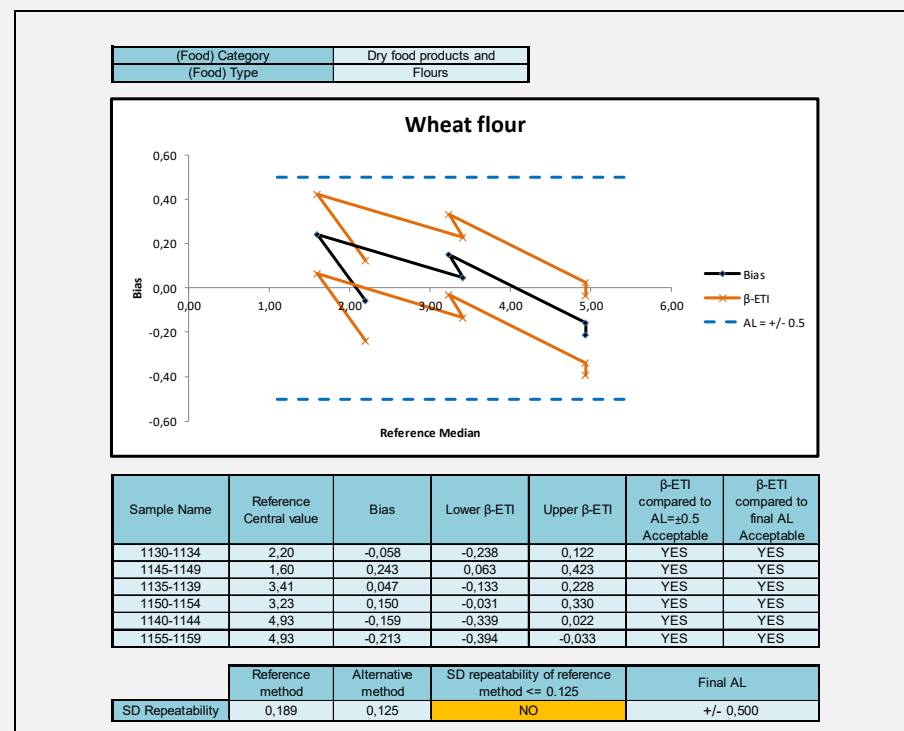 (Food) Category Dry food products and
(Food) Type Flours
Wheat flour
0,60
0,40
0,20
0,00
-0,20
-0,40
-0,60
0,00 1,00 2,00 3,00 4,00 5,00 6,00
Bias
Reference Median
Bias
β-ETI
AL = +/- 0.5
Sample Name Reference Central value Bias Lower β-ETI Upper β-ETI β-ETI compared to AL=±0.5 Acceptable β-ETI compared to final AL Acceptable
1130-1134 2,20 -0,058 -0,238 0,122 YES YES
1145-1149 1,60 0,243 0,063 0,423 YES YES
1135-1139 3,41 0,047 -0,133 0,228 YES YES
1150-1154 3,23 0,150 -0,031 0,330 YES YES
1140-1144 4,93 -0,159 -0,339 0,022 YES YES
1155-1159 4,93 -0,213 -0,394 -0,033 YES YES
Reference method Alternative method SD repeatability of reference method <= 0.125 Final AL
SD Repeatability 0,189 0,125 NO +/- 0,500